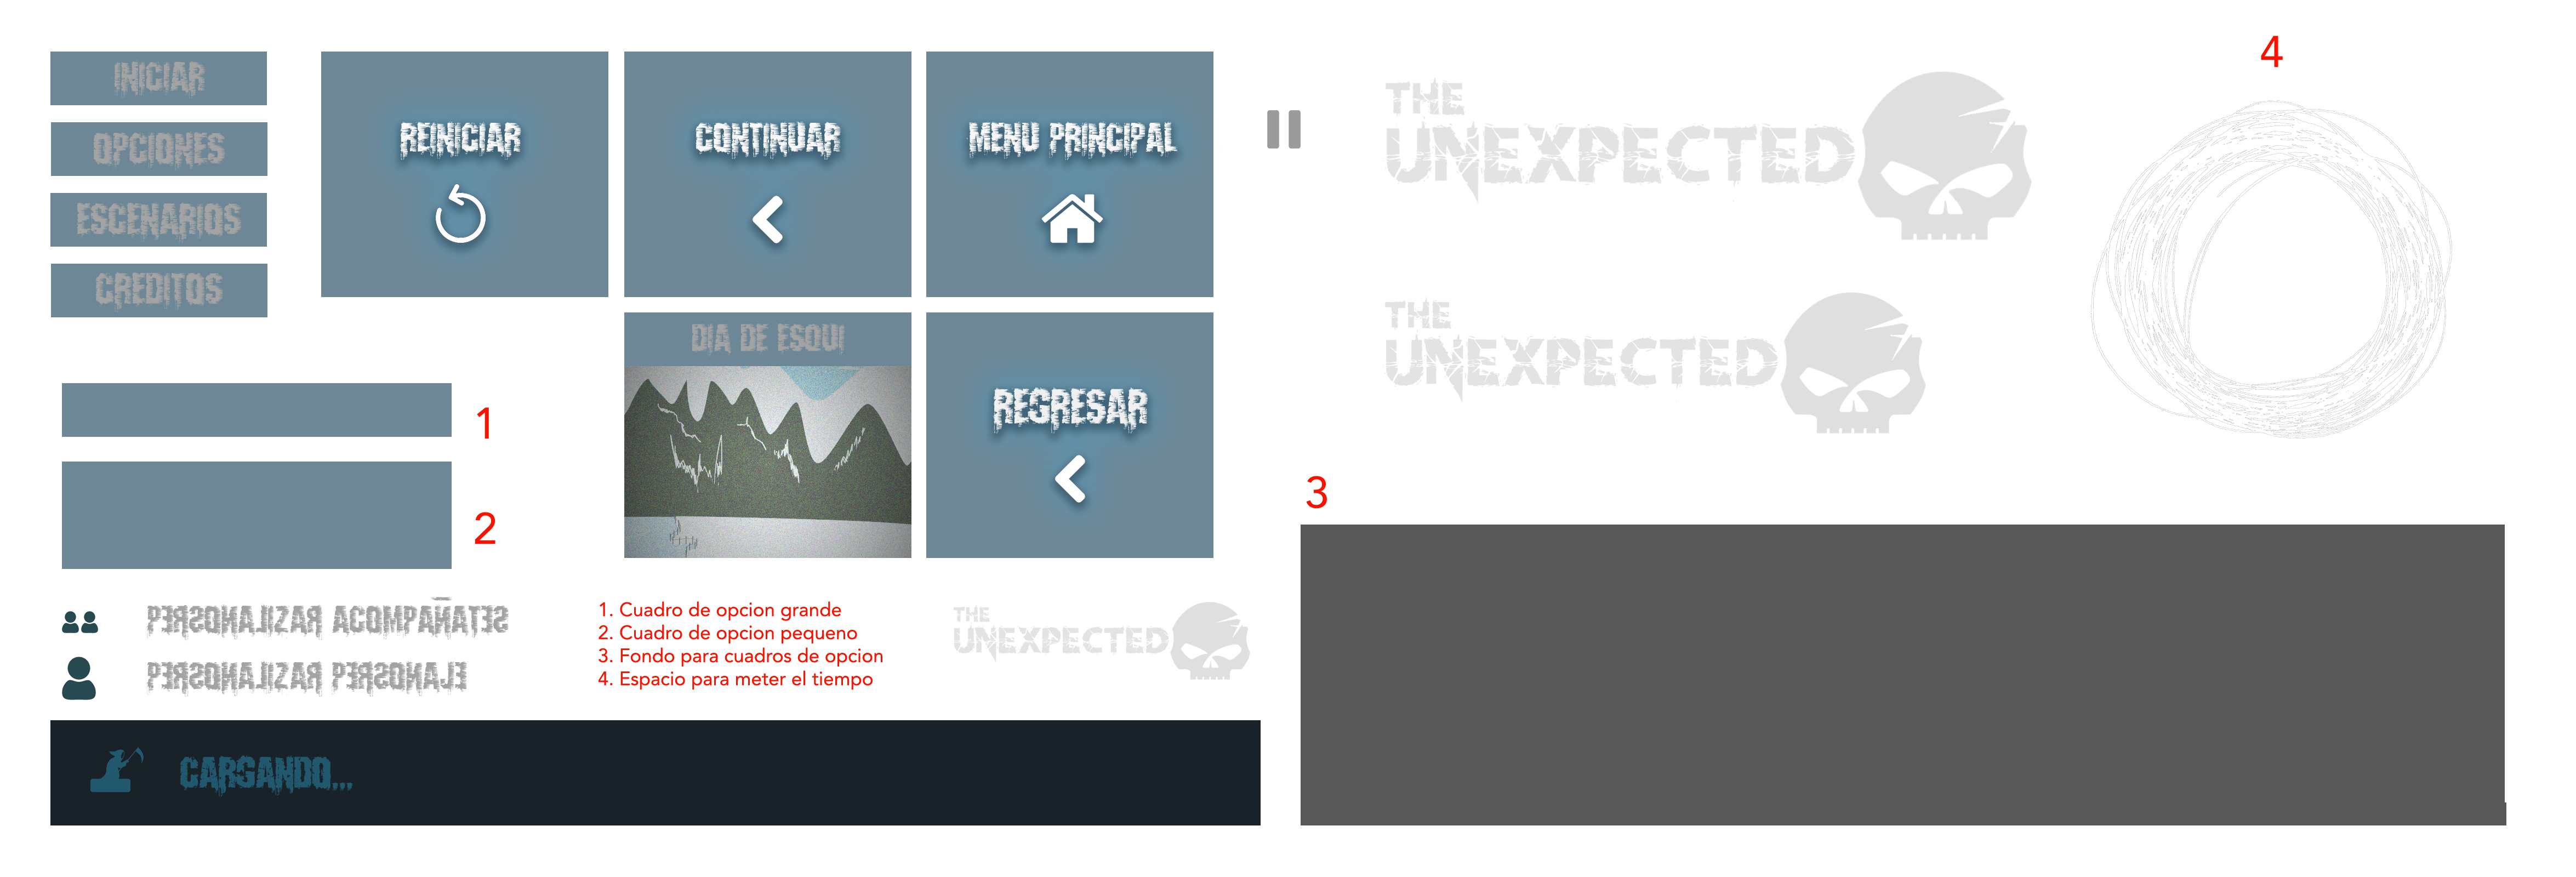 INICIAR
OPCIONES
ESCENARIOS
CREDITOS
REINICIAR
CONTINUAR
MENU PRINCIPAL
DIA DE ESQUI
REGRESAR
1
2
PERSONALIZAR ACOMPAÑATES
PERSONALIZAR PERSONAJE
1. Cuadro de opcion grande
2. Cuadro de opcion pequeno
3. Fondo para cuadros de opcion
4. Espacio para meter el tiempo
THE
UNEXPECTED
CARGANDO...
THE
UNEXPECTED
THE
UNEXPECTED
4
3